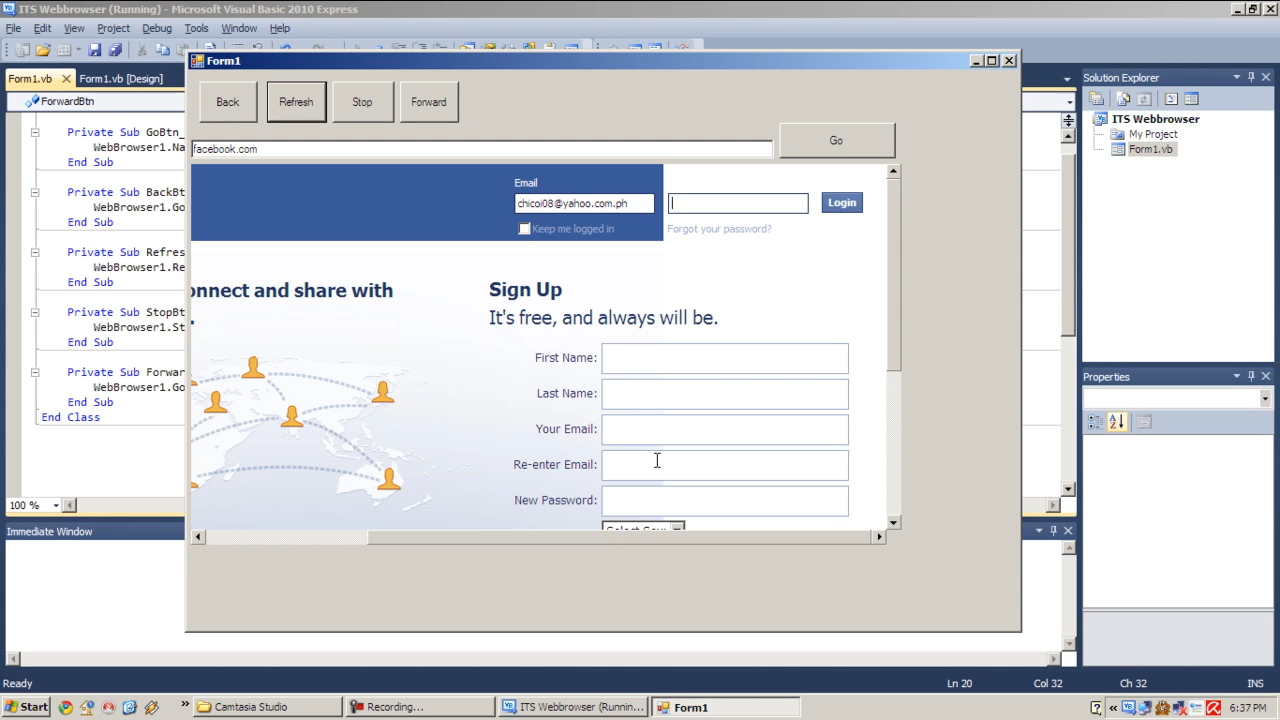 ITS Webbrowser (Running) - Microsoft Visual Basic 2010 Express
File Edit View Project Debug Tools Window Help
Form1.vb Form1.vb [Design]
ForwardBtn
Private Sub GoBtn_
WebBrowser1.Na
End Sub
Private Sub BackBt
WebBrowser1.Go
End Sub
Private Sub Refres
WebBrowser1.Re
End Sub
Private Sub StopBt
WebBrowser1.St
End Sub
Private Sub Forwar
WebBrowser1.Go
End Sub
End Class
100 %
Immediate Window
Form1
Back Refresh Stop Forward
facebook.com
Go
Email
chicoi08@yahoo.com.ph
Login
Keep me logged in
Forgot your password?
onnect and share with
Sign Up
It's free, and always will be.
First Name:
Last Name:
Your Email:
Re-enter Email:
New Password:
Solution Explorer
ITS Webbrowser
My Project
Form1.vb
Properties
Ready
Ln 20 Col 32 Ch 32 INS
Start
Camtasia Studio
Recording...
ITS Webbrowser (Runnin...
Form1
6:37 PM